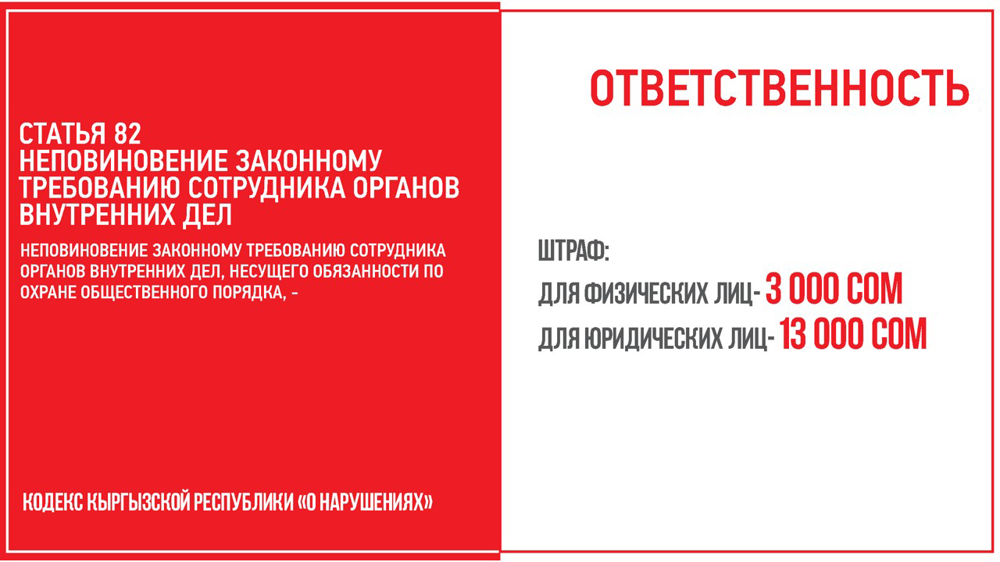 СТАТЬЯ 82
НЕПОВИНОВЕНИЕ ЗАКОННОМУ
ТРЕБОВАНИЮ СОТРУДНИКА ОРГАНОВ
ВНУТРЕННИХ ДЕЛ
НЕПОВИНОВЕНИЕ ЗАКОННОМУ ТРЕБОВАНИЮ СОТРУДНИКА
ОРГАНОВ ВНУТРЕННИХ ДЕЛ, НЕСУЩЕГО ОБЯЗАННОСТИ ПО
ОХРАНЕ ОБЩЕСТВЕННОГО ПОРЯДКА, -
КОДЕКС КЫРГЫЗСКОЙ РЕСПУБЛИКИ «О НАРУШЕНИЯХ»
ОТВЕТСТВЕННОСТЬ
ШТРАФ:
ДЛЯ ФИЗИЧЕСКИХ ЛИЦ- 3 000 СОМ
ДЛЯ ЮРИДИЧЕСКИХ ЛИЦ- 13 000 СОМ